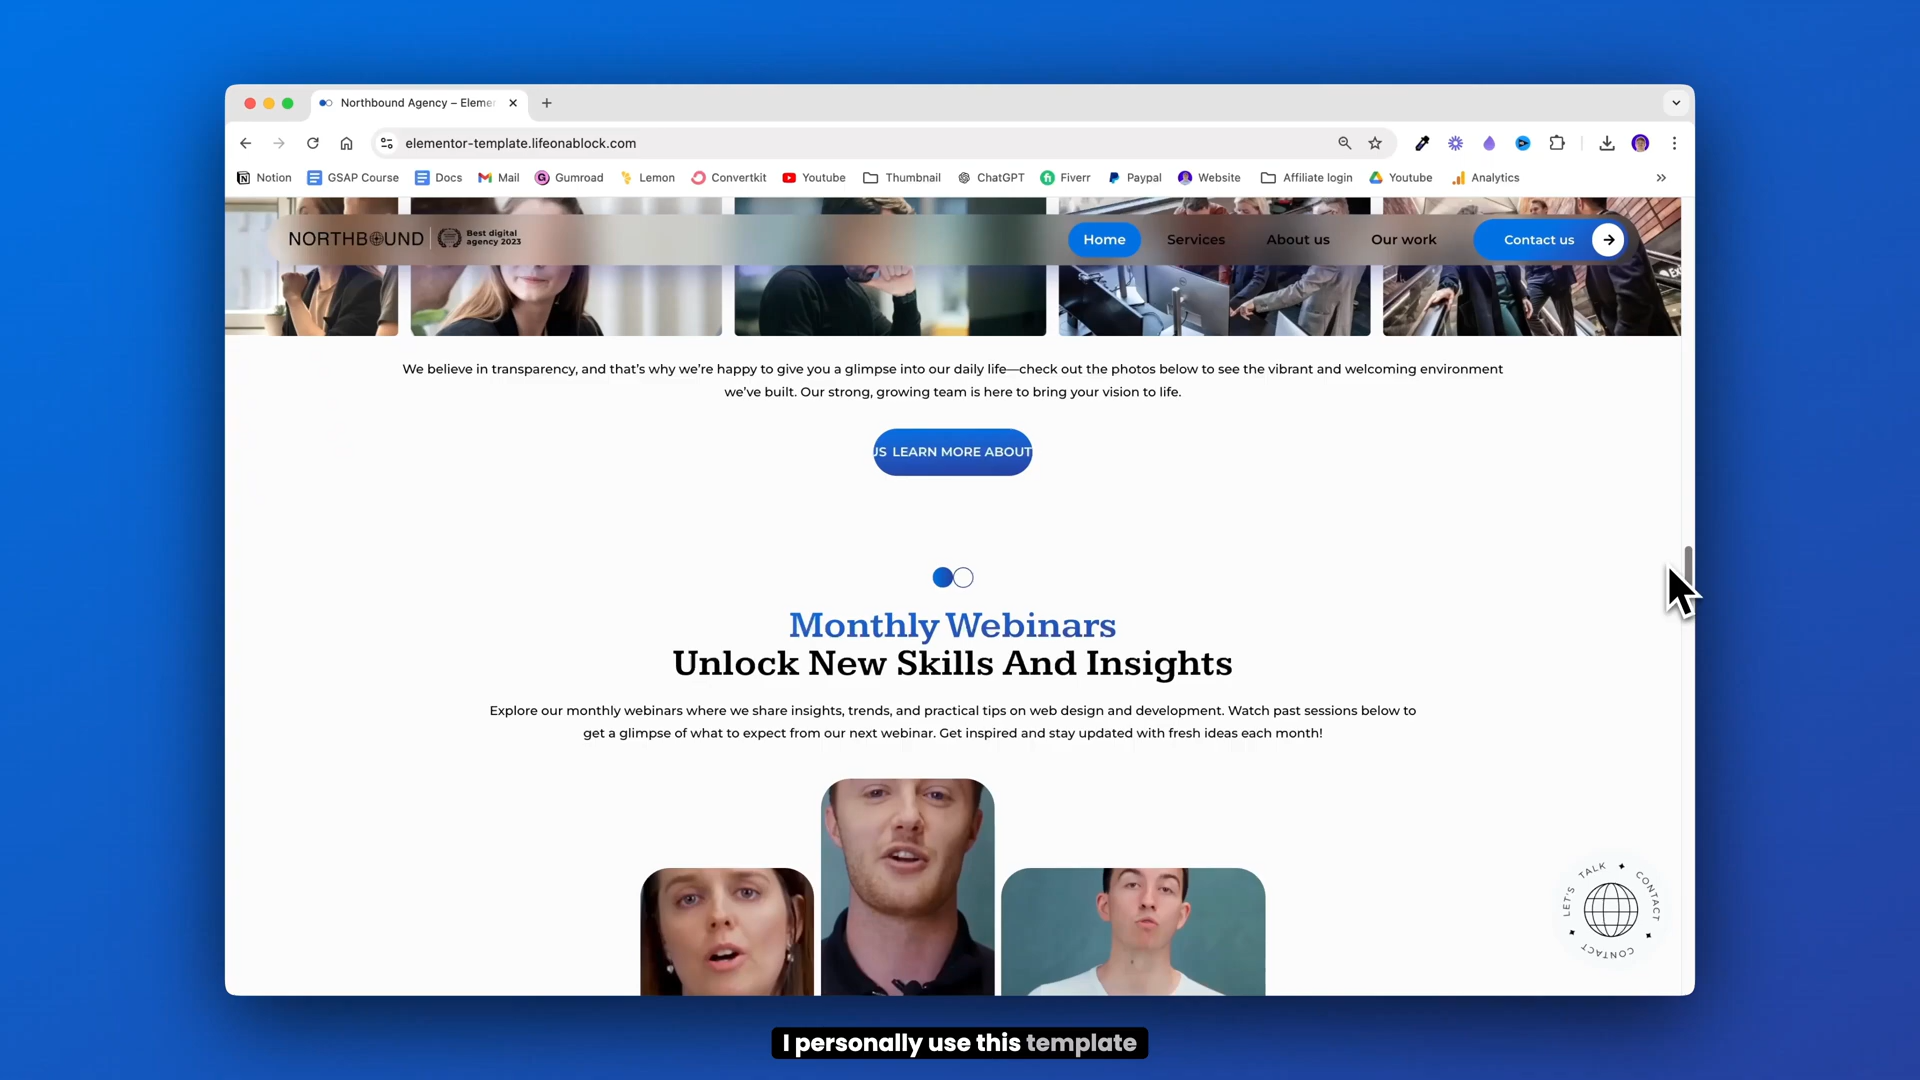 Northbound Agency – Elemen
elementor-template.lifeonablock.com
Notion GSAP Course Docs Mail Gumroad Lemon Convertkit Youtube Thumbnail ChatGPT Fiverr Paypal Website Affiliate login Youtube Analytics
NORTHBOUND
Best digital
agency 2023
Home Services About us Our work Contact us
We believe in transparency, and that's why we're happy to give you a glimpse into our daily life—check out the photos below to see the vibrant and welcoming environment
we've built. Our strong, growing team is here to bring your vision to life.
US LEARN MORE ABOUT
Monthly Webinars
Unlock New Skills And Insights
Explore our monthly webinars where we share insights, trends, and practical tips on web design and development. Watch past sessions below to
get a glimpse of what to expect from our next webinar. Get inspired and stay updated with fresh ideas each month!
LET'S TALK CONTACT CONTACT
I personally use this template